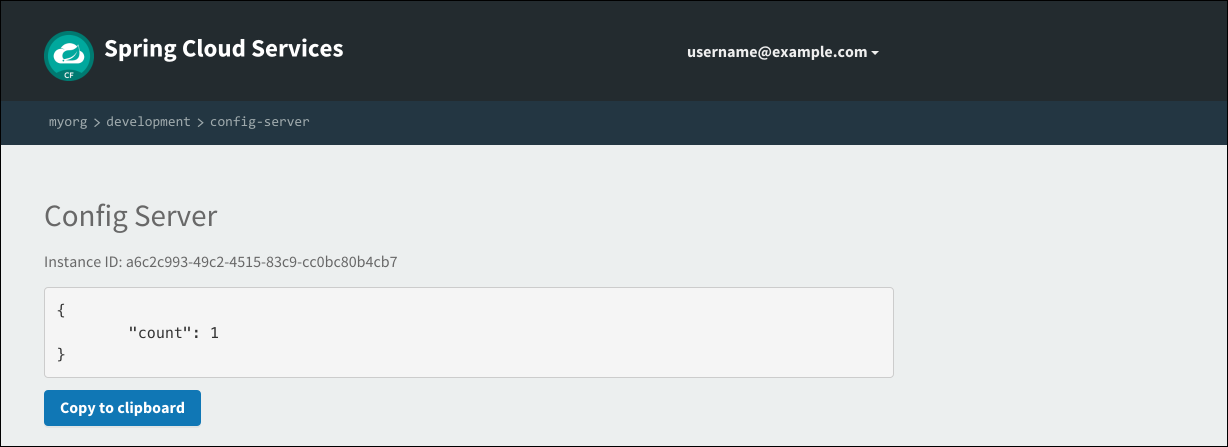 Spring Cloud Services
CF
username@example.com
myorg > development > config-server
Config Server
Instance ID: a6c2c993-49c2-4515-83c9-cc0bc80b4cb7
{
        "count": 1
}
Copy to clipboard